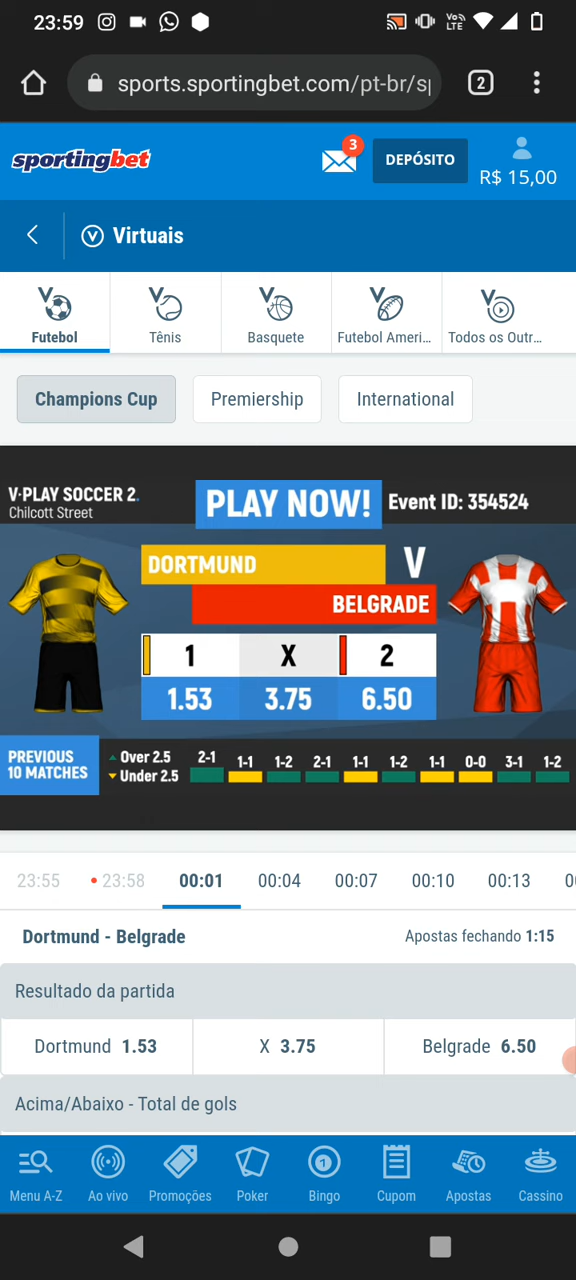 23:59
Vo LTE
sports.sportingbet.com/pt-br/s
2
sportingbet
3
DEPÓSITO
R$ 15,00
Virtuais
Futebol
Tênis
Basquete
Futebol Ameri...
Todos os Outr...
Champions Cup
Premiership
International
V·PLAY SOCCER 2.
Chilcott Street
PLAY NOW!
Event ID: 354524
DORTMUND
V
BELGRADE
1 X 2
1.53 3.75 6.50
PREVIOUS
10 MATCHES
Over 2.5
Under 2.5
2-1 1-1 1-2 2-1 1-1 1-2 1-1 0-0 3-1 1-2
23:55 23:58 00:01 00:04 00:07 00:10 00:13
Dortmund - Belgrade
Apostas fechando 1:15
Resultado da partida
Dortmund 1.53
X 3.75
Belgrade 6.50
Acima/Abaixo - Total de gols
Menu A-Z
Ao vivo
Promoções
Poker
Bingo
Cupom
Apostas
Cassino